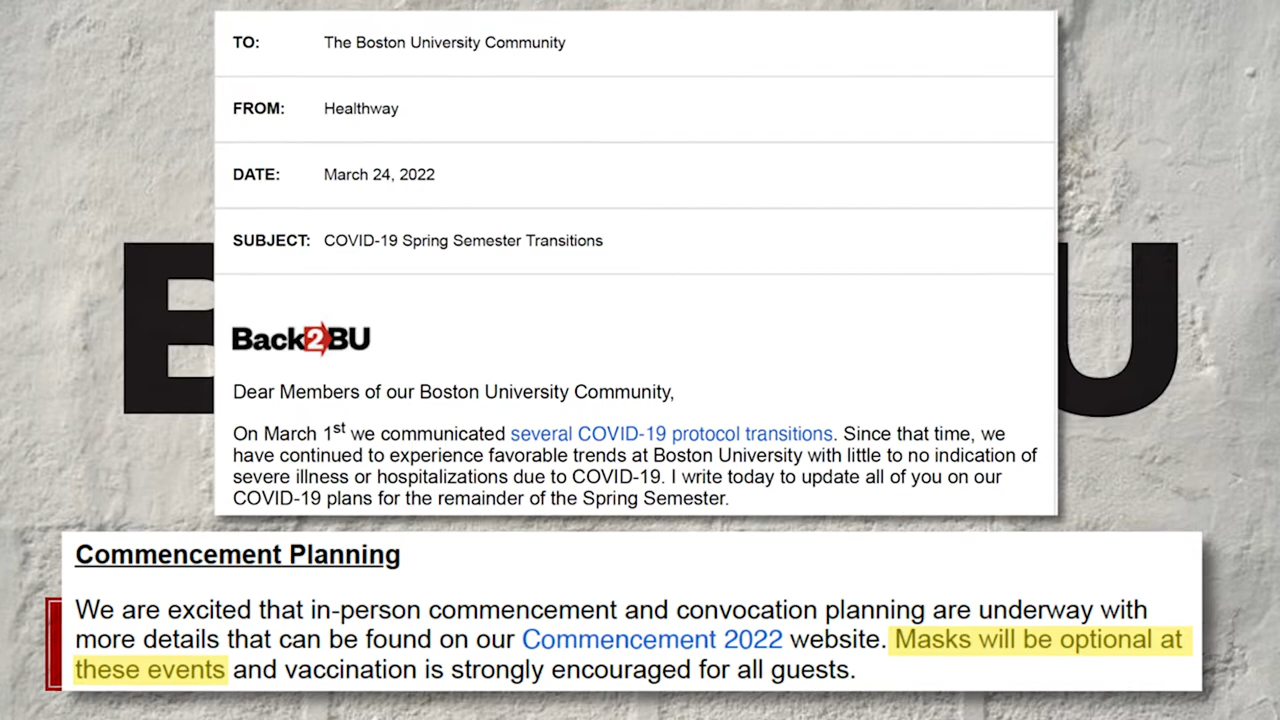 TO: The Boston University Community
FROM: Healthway
DATE: March 24, 2022
SUBJECT: COVID-19 Spring Semester Transitions
Back2BU
Dear Members of our Boston University Community,
On March 1st we communicated several COVID-19 protocol transitions. Since that time, we
have continued to experience favorable trends at Boston University with little to no indication of
severe illness or hospitalizations due to COVID-19. I write today to update all of you on our
COVID-19 plans for the remainder of the Spring Semester.
Commencement Planning
We are excited that in-person commencement and convocation planning are underway with
more details that can be found on our Commencement 2022 website. Masks will be optional at
these events and vaccination is strongly encouraged for all guests.